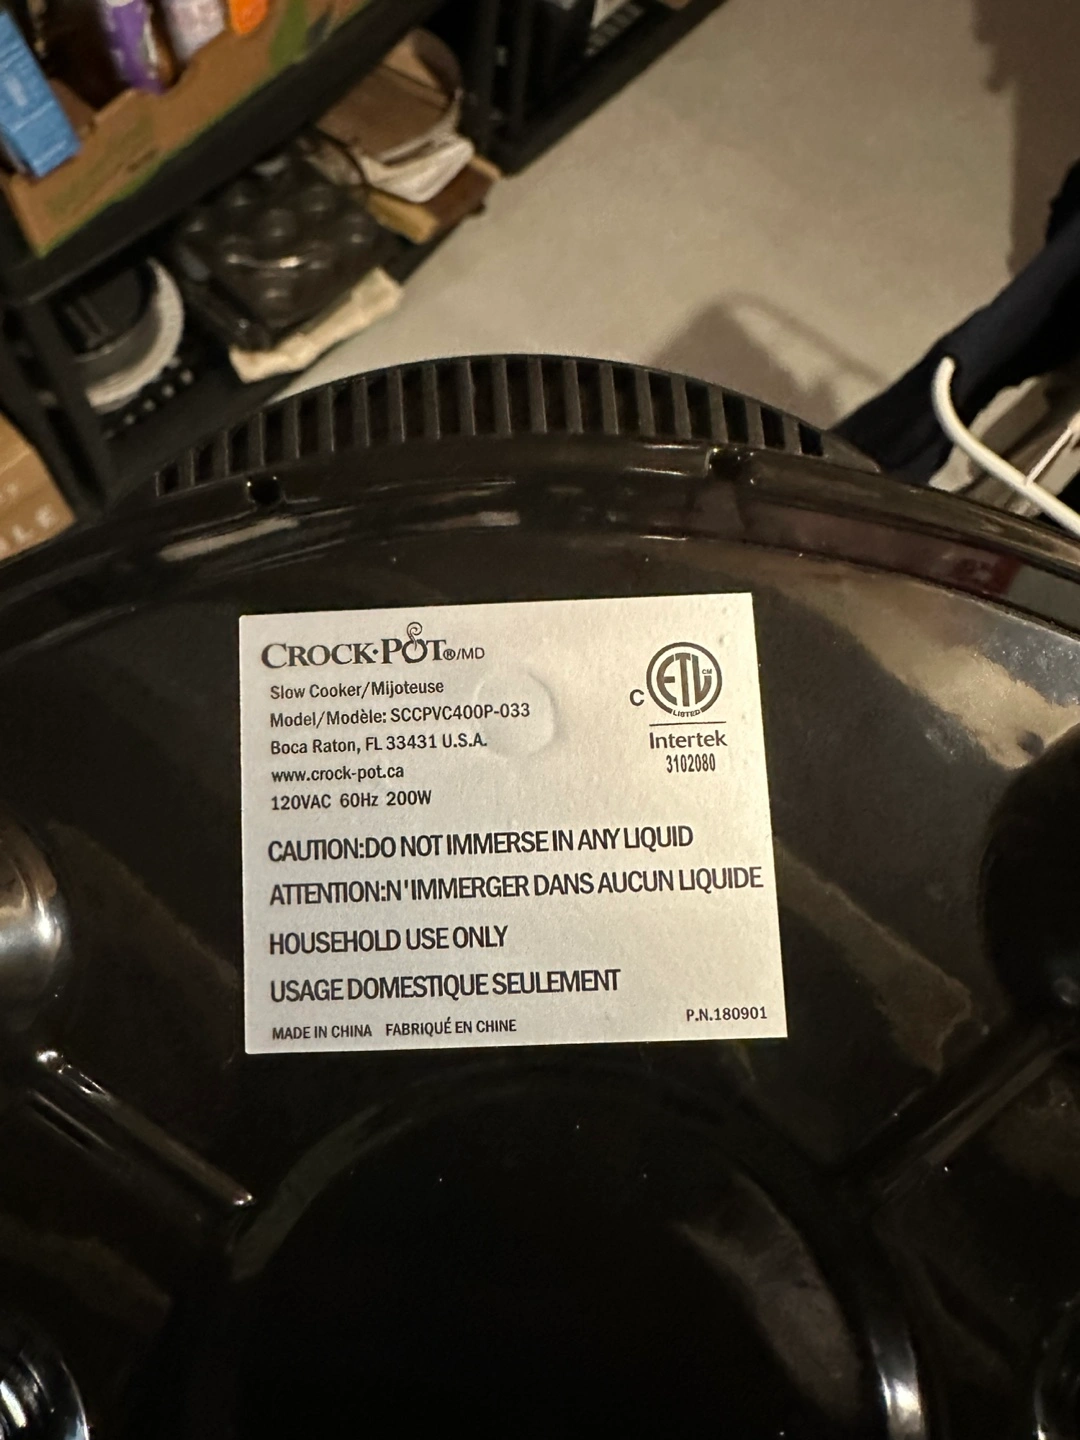 CROCK·POT®/MD
Slow Cooker/Mijoteuse
Model/Modèle: SCCPVC400P-033
Boca Raton, FL 33431 U.S.A.
www.crock-pot.ca
120VAC 60Hz 200W
C ETL CM
LISTED
Intertek
3102080
CAUTION:DO NOT IMMERSE IN ANY LIQUID
ATTENTION:N'IMMERGER DANS AUCUN LIQUIDE
HOUSEHOLD USE ONLY
USAGE DOMESTIQUE SEULEMENT
MADE IN CHINA FABRIQUÉ EN CHINE
P.N.180901